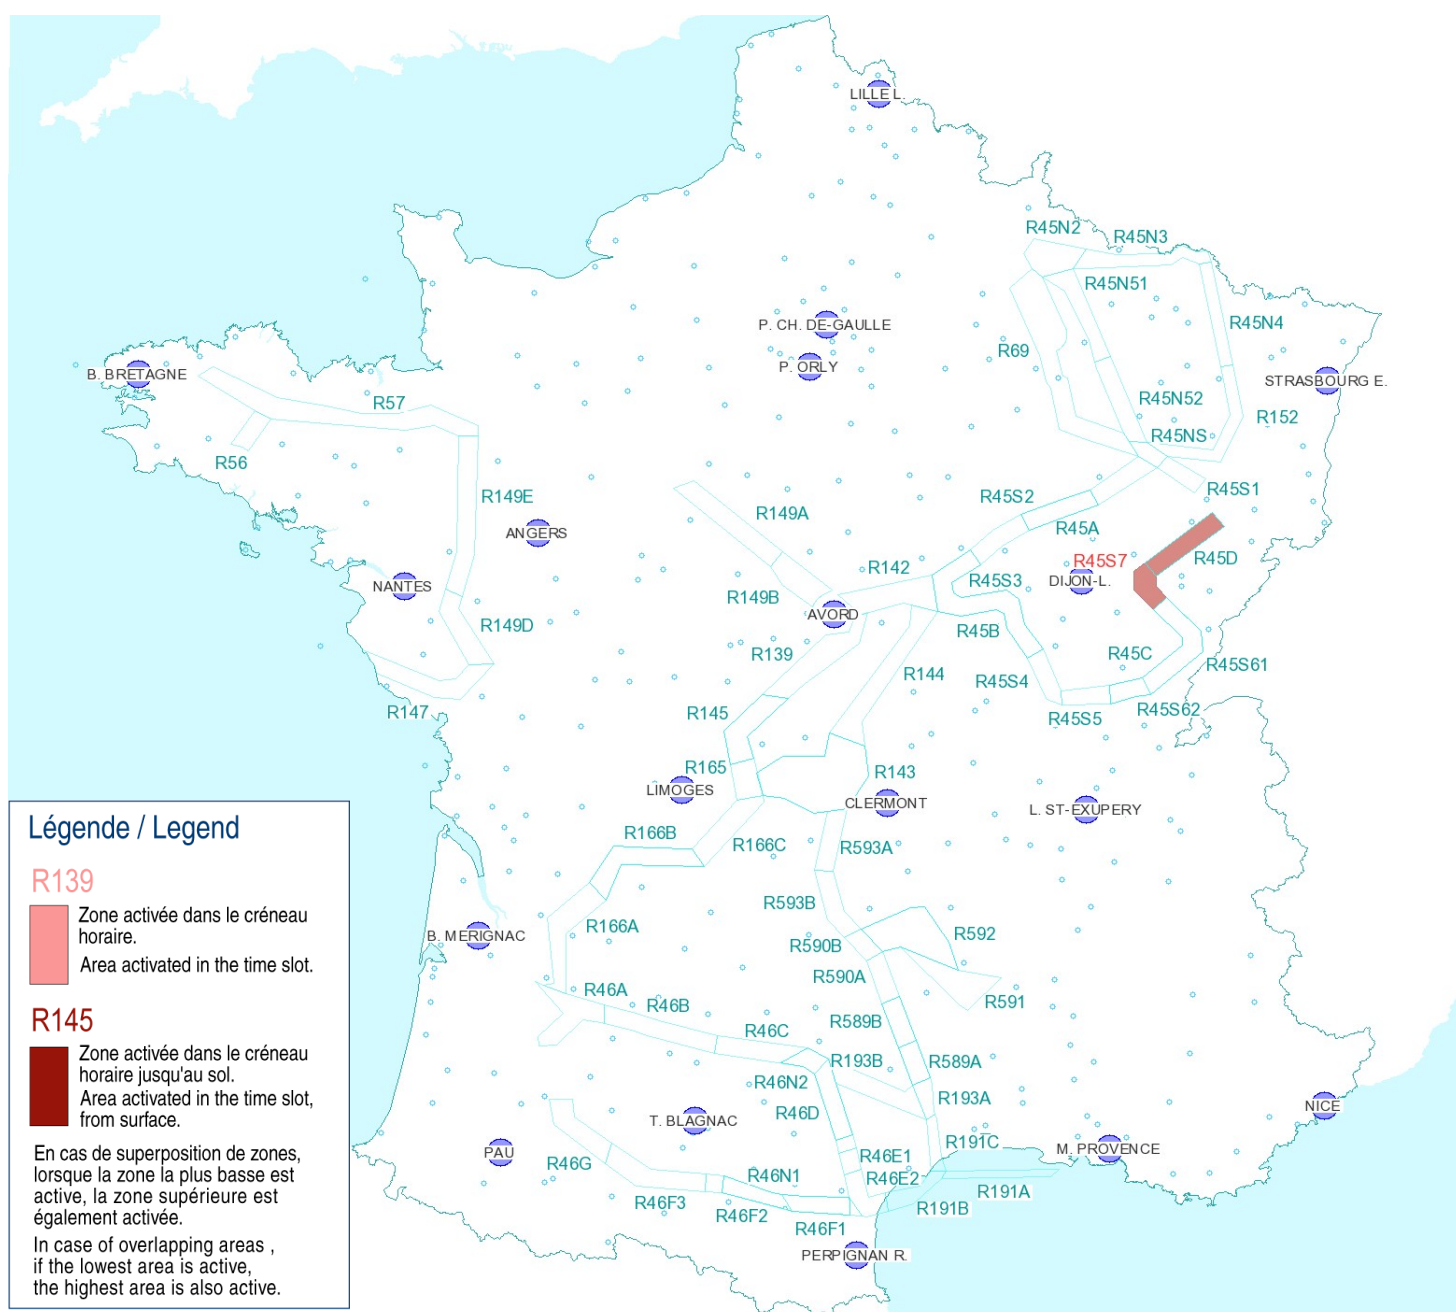 LILLE L.
R45N2
R45N3
R45N51
P. CH. DE-GAULLE
R45N4
R69
P. ORLY
B. BRETAGNE
STRASBOURG E.
R57
R45N52
R152
R45NS
R56
R149E
R45S2
R45S1
R149A
R45A
ANGERS
R45S7
R45D
R142
DIJON-L.
NANTES
R45S3
R149B
AVORD
R149D
R45B
R139
R45C
R45S61
R144
R45S4
R147
R145
R45S5
R45S62
R165
R143
LIMOGES
CLERMONT
L. ST-EXUPERY
R166B
R166C
R593A
R593B
R166A
B. MERIGNAC
R590B
R592
R590A
R46A
R591
R46B
R589B
R46C
R193B
R589A
R46N2
R193A
R46D
NICE
T. BLAGNAC
R191C
PAU
M. PROVENCE
R46E1
R46G
R46N1
R46E2
R191A
R46F3
R191B
R46F2
R46F1
PERPIGNAN R.
Légende / Legend
R139
Zone activée dans le créneau
horaire.
Area activated in the time slot.
R145
Zone activée dans le créneau
horaire jusqu'au sol.
Area activated in the time slot,
from surface.
En cas de superposition de zones,
lorsque la zone la plus basse est
active, la zone supérieure est
également activée.
In case of overlapping areas ,
if the lowest area is active,
the highest area is also active.